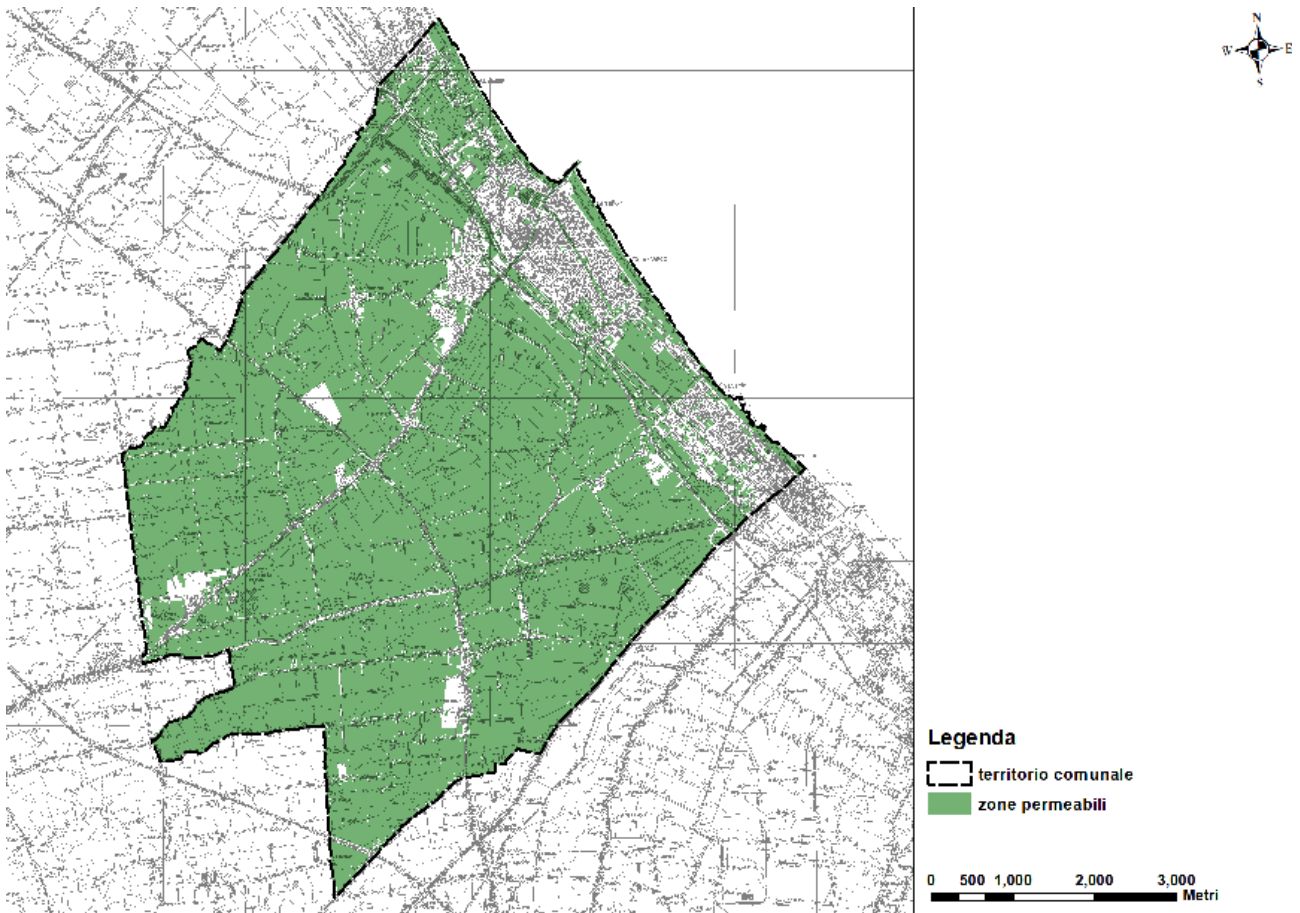 N
W E
S
Legenda
territorio comunale
zone permeabili
0 500 1,000 2,000 3,000
Metri